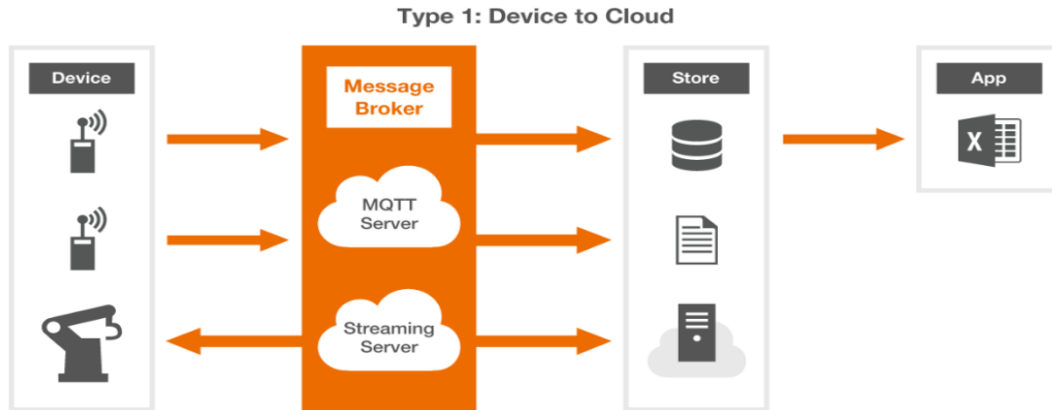 Type 1: Device to Cloud
Device
Message
Broker
MQTT
Server
Streaming
Server
Store
App
X